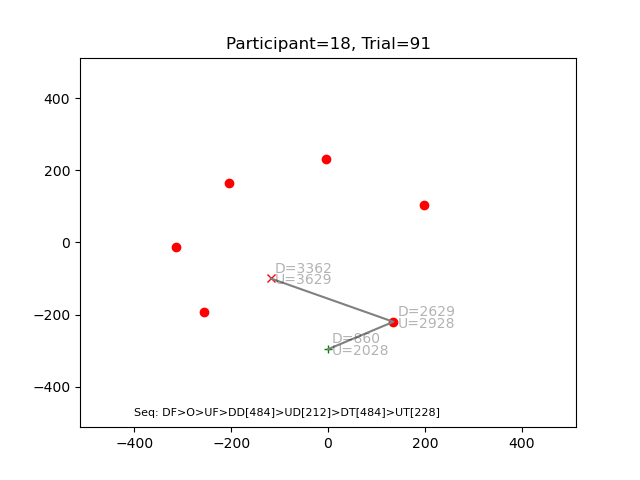 Participant=18, Trial=91
400
200
0
−200
−400
D=3362
U=3629
D=2629
U=2928
D=860
U=2028
Seq: DF>O>UF>DD[484]>UD[212]>DT[484]>UT[228]
−400
−200
0
200
400